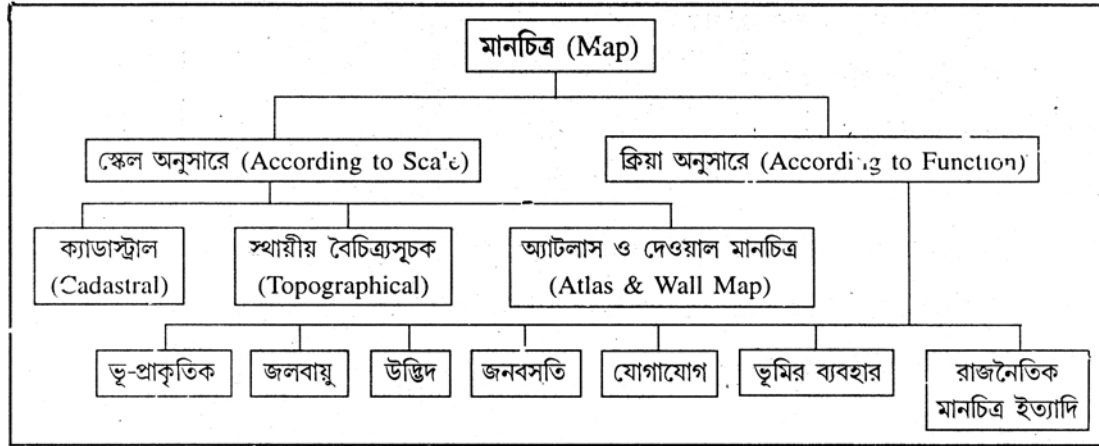 মানচিত্র (Map)
স্কেল অনুসারে (According to Scale)
ক্রিয়া অনুসারে (According to Function)
ক্যাডাস্ট্রাল
(Cadastral)
স্থায়ীয় বৈচিত্র্যসূচক
(Topographical)
অ্যাটলাস ও দেওয়াল মানচিত্র
(Atlas & Wall Map)
ভূ-প্রাকৃতিক
জলবায়ু
উদ্ভিদ
জনবসতি
যোগাযোগ
ভূমির ব্যবহার
রাজনৈতিক
মানচিত্র ইত্যাদি